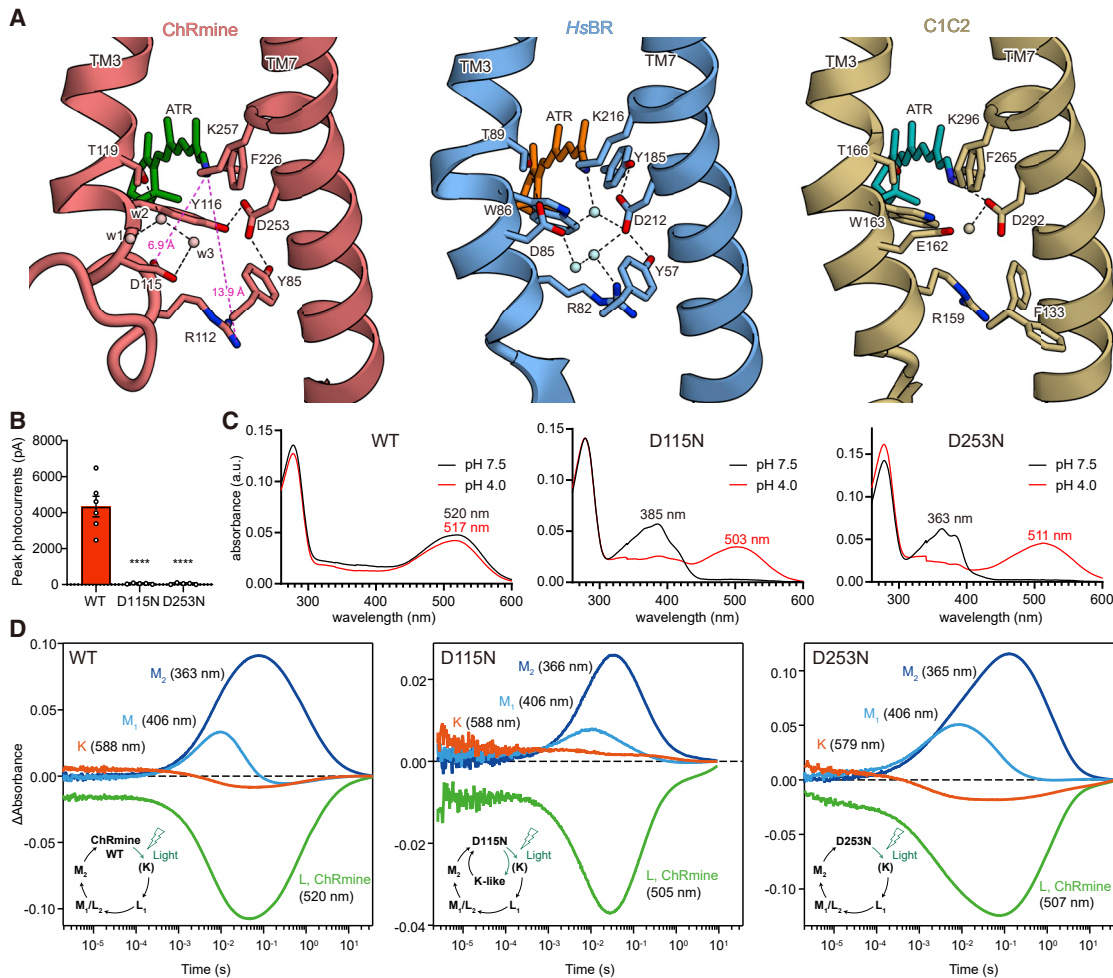 A
ChRmine
HsBR
C1C2
TM3
TM7
TM3
TM7
TM3
TM7
ATR
K257
T119
F226
Y116
w2
w1
w3
D253
6.9 Å
D115
13.9 Å
Y85
R112
ATR
K216
T89
Y185
W86
D212
D85
Y57
R82
ATR
K296
T166
F265
W163
D292
E162
R159
F133
B
Peak photocurrents (pA)
8000
6000
4000
2000
0
**** ****
WT D115N D253N
C
absorbance (a.u.)
0.15
0.10
0.05
0.00
WT
pH 7.5
pH 4.0
520 nm
517 nm
300 400 500 600
wavelength (nm)
0.15
0.10
0.05
0.00
D115N
pH 7.5
pH 4.0
385 nm
503 nm
300 400 500 600
wavelength (nm)
0.15
0.10
0.05
0.00
D253N
pH 7.5
pH 4.0
363 nm
511 nm
300 400 500 600
wavelength (nm)
D
ΔAbsorbance
0.10
0.05
0.00
-0.05
-0.10
WT
M₂ (363 nm)
M₁ (406 nm)
K (588 nm)
L, ChRmine
(520 nm)
ChRmine
WT
Light
(K)
M₂
M₁/L₂
L₁
10⁻⁵ 10⁻⁴ 10⁻³ 10⁻² 10⁻¹ 10⁰ 10¹
Time (s)
0.02
0.00
-0.02
-0.04
D115N
M₂ (366 nm)
M₁ (406 nm)
K (588 nm)
L, ChRmine
(505 nm)
D115N
Light
(K)
K-like
M₂
M₁/L₂
L₁
10⁻⁵ 10⁻⁴ 10⁻³ 10⁻² 10⁻¹ 10⁰ 10¹
Time (s)
0.10
0.05
0.00
-0.05
-0.10
D253N
M₂ (365 nm)
M₁ (406 nm)
K (579 nm)
L, ChRmine
(507 nm)
D253N
Light
(K)
M₂
M₁/L₂
L₁
10⁻⁵ 10⁻⁴ 10⁻³ 10⁻² 10⁻¹ 10⁰ 10¹
Time (s)